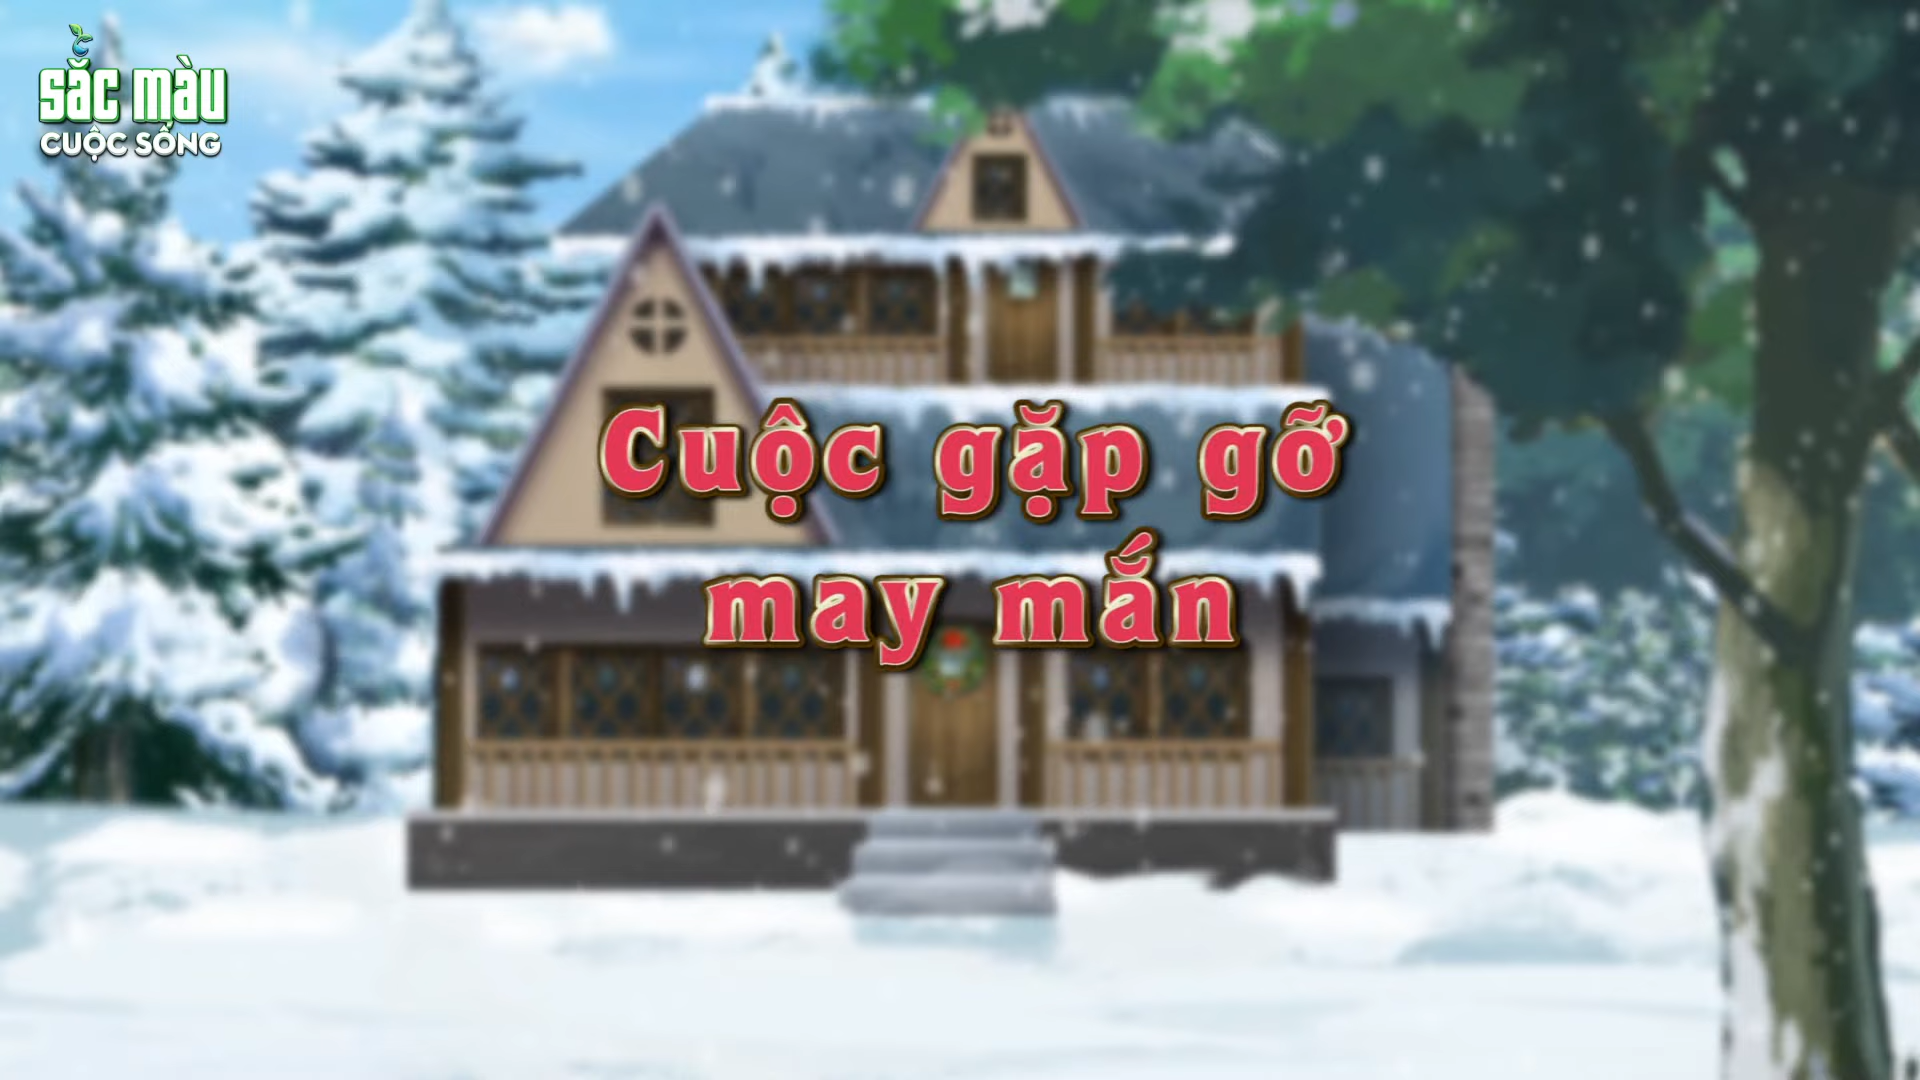 sắc màu
CUỘC SỐNG
Cuộc gặp gỡ
may mắn